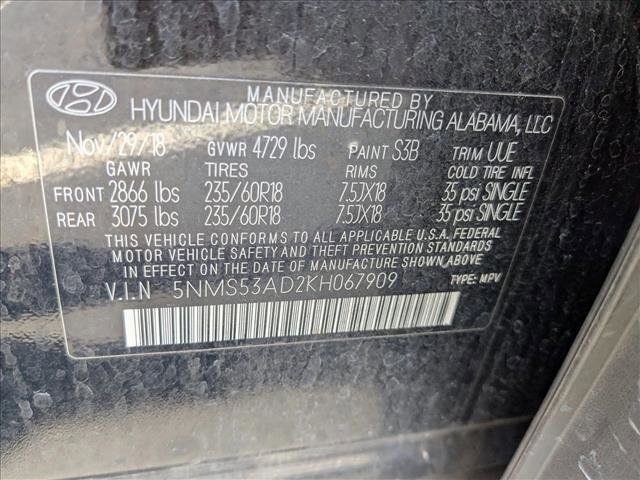 MANUFACTURED BY
HYUNDAI MOTOR MANUFACTURING ALABAMA, LLC
Nov/29/18 GVWR 4729 lbs PAINT S3B TRIM UUE
GAWR TIRES RIMS COLD TIRE INFL
FRONT 2866 lbs 235/60R18 7.5JX18 35 psi SINGLE
REAR 3075 lbs 235/60R18 7.5JX18 35 psi SINGLE
THIS VEHICLE CONFORMS TO ALL APPLICABLE U.S.A. FEDERAL
MOTOR VEHICLE SAFETY AND THEFT PREVENTION STANDARDS
IN EFFECT ON THE DATE OF MANUFACTURE SHOWN ABOVE.
V.I.N 5NMS53AD2KH067909 TYPE: MPV